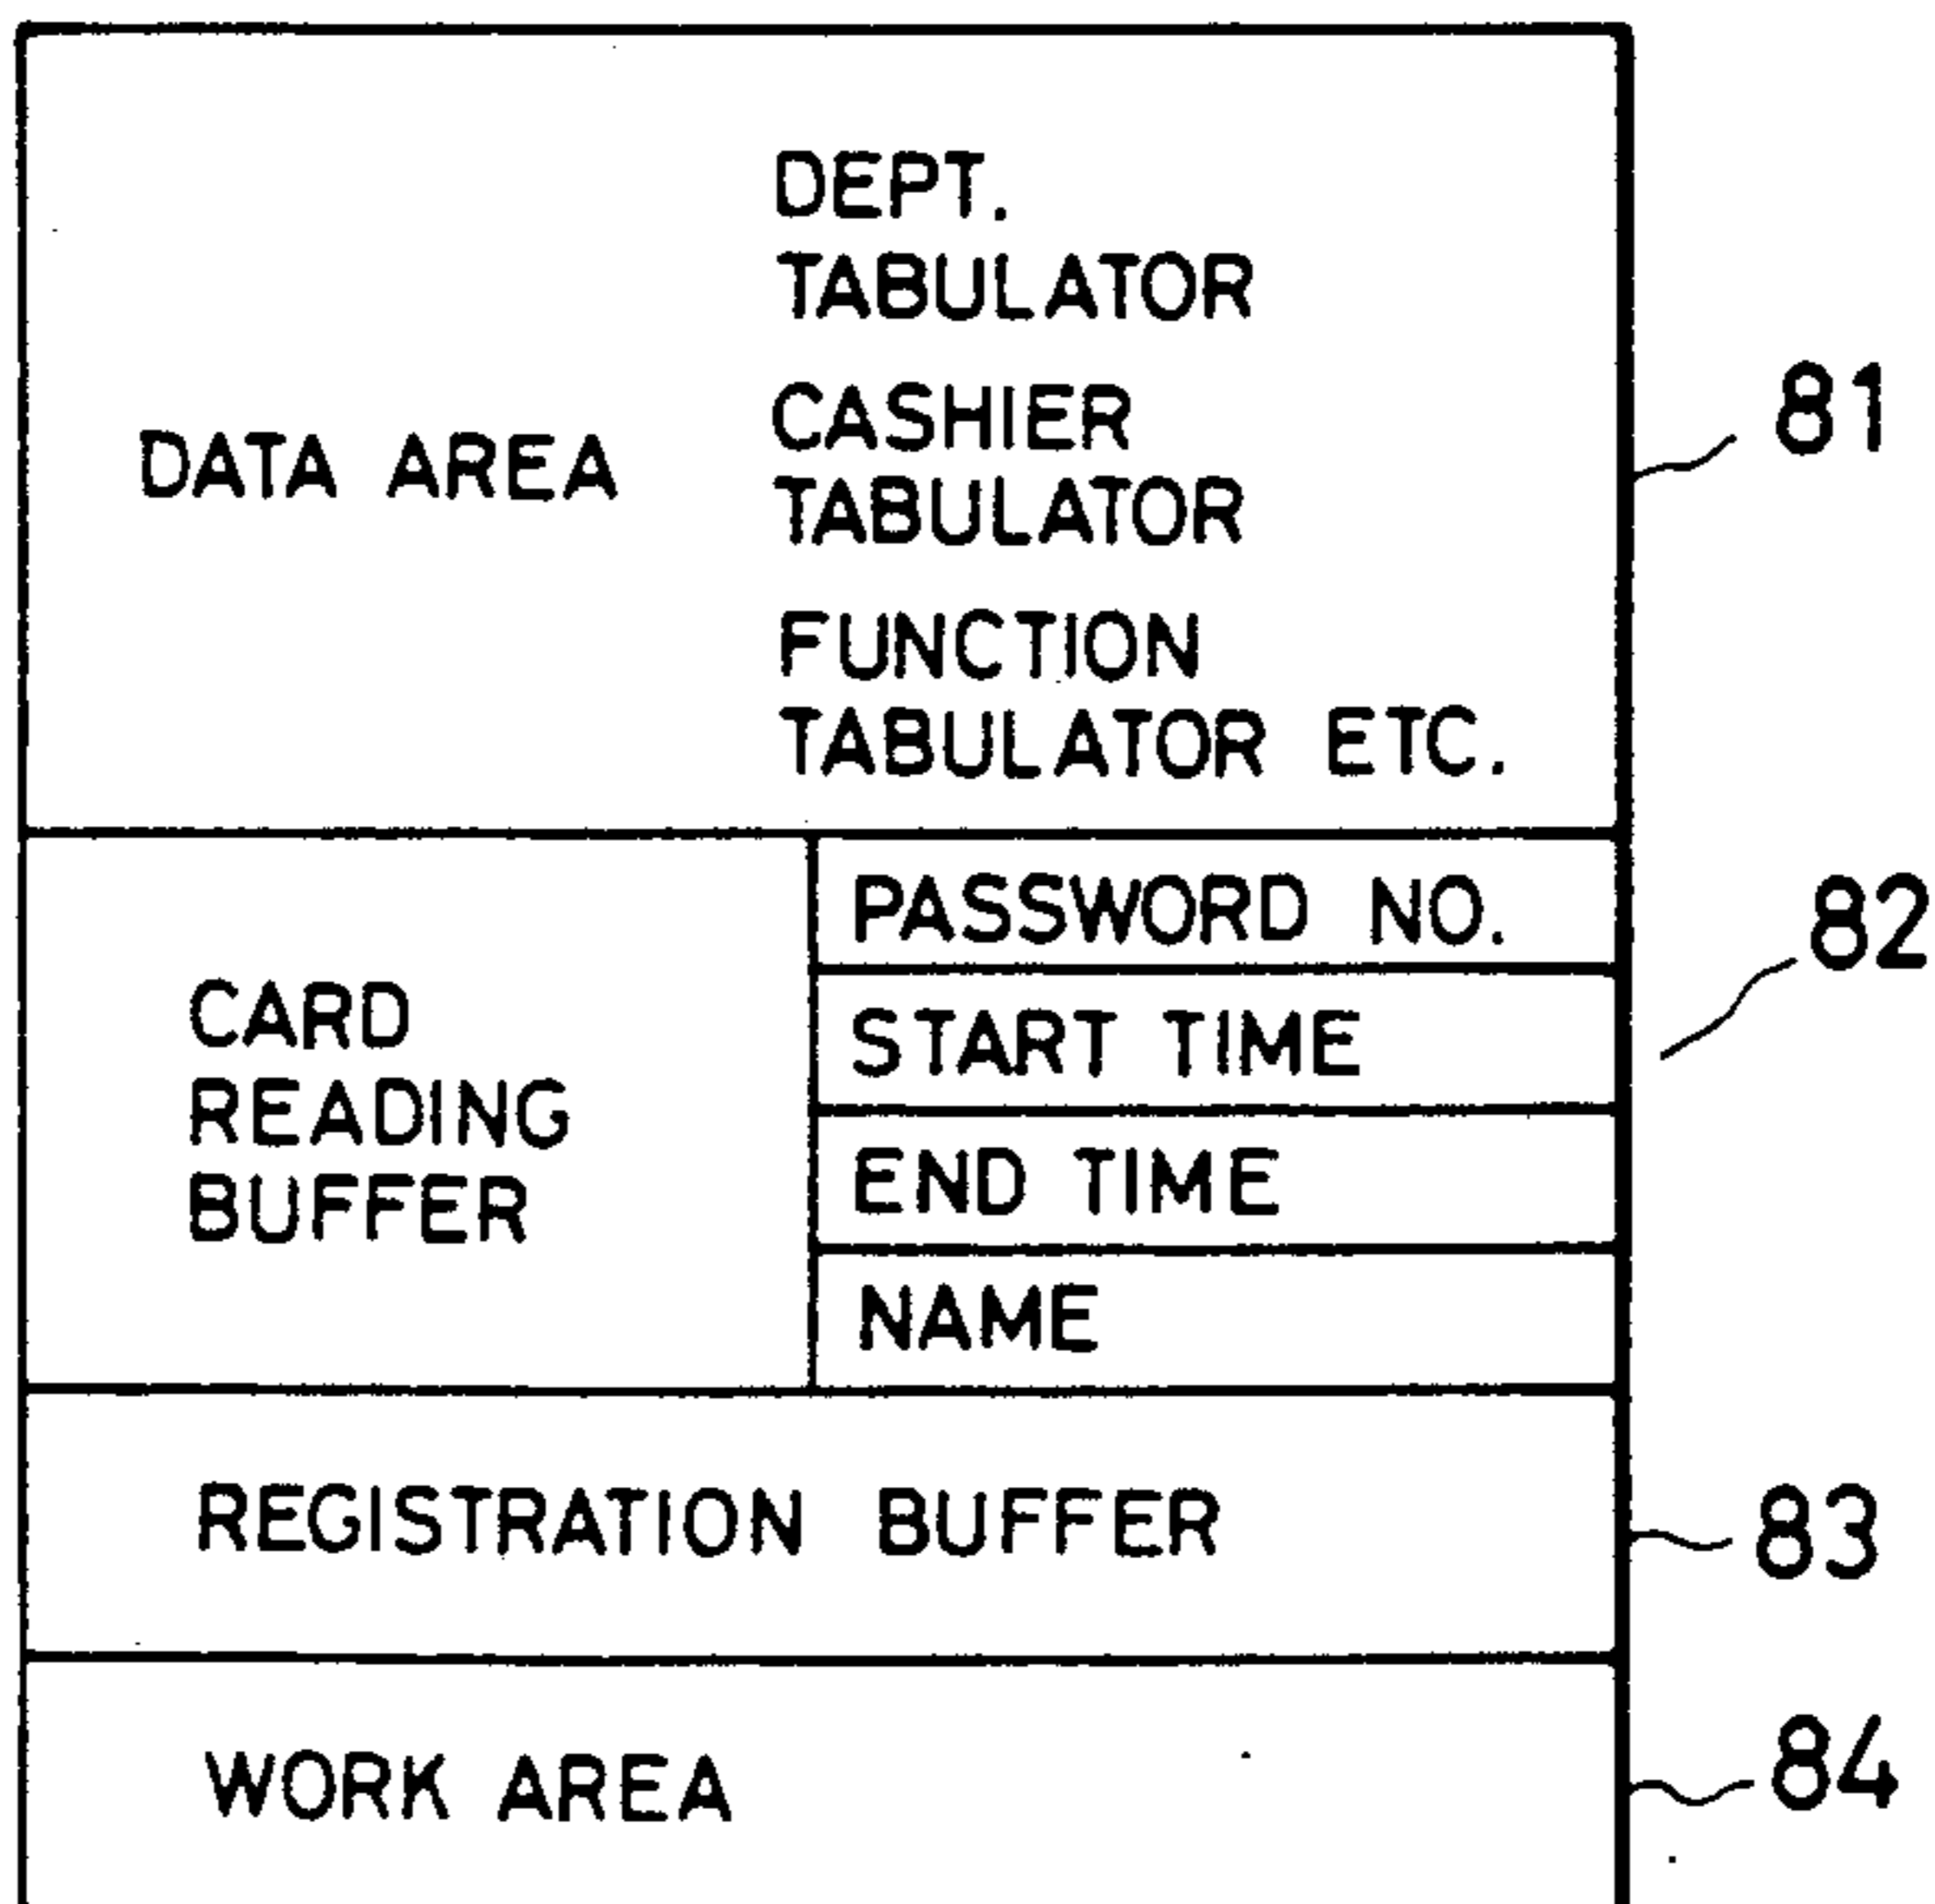 DEPT.
TABULATOR
CASHIER
DATA AREA
TABULATOR
FUNCTION
TABULATOR ETC.
81
CARD
READING
BUFFER
PASSWORD NO.
START TIME
END TIME
NAME
82
REGISTRATION BUFFER
83
WORK AREA
84